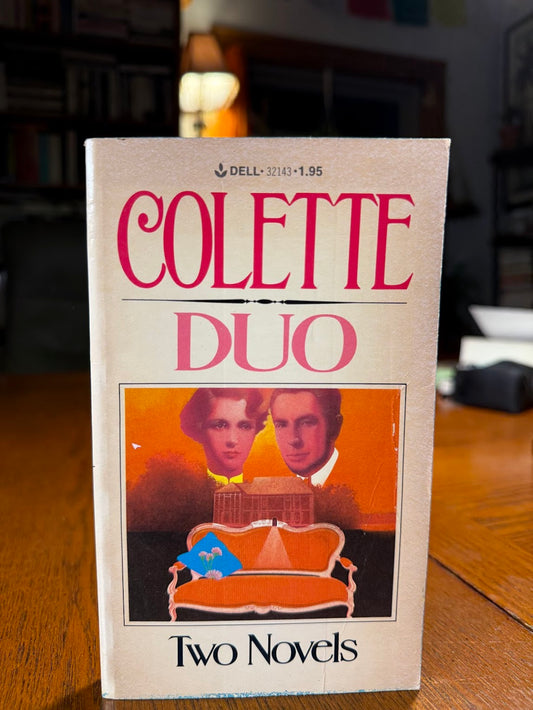 DELL • 32143 • 1.95
COLETTE
DUO
Two Novels